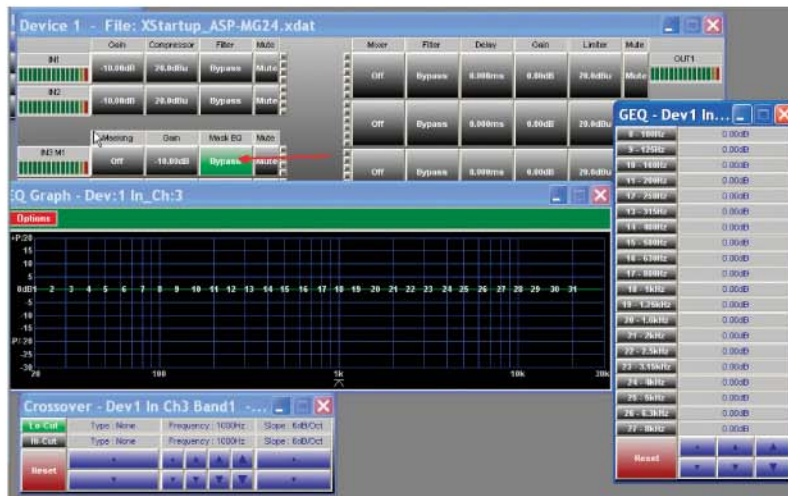 Device 1 - File: XStartup_ASP-MG24.xdat
Gain Compressor Filter Mute Mixer Filter Delay Gain Limiter Mute
IN1 -10.00dB 20.0dBu Bypass Mute Off Bypass 0.000ms 0.00dB 20.0dBu Mute OUT1
IN2 -10.00dB 20.0dBu Bypass Mute Off Bypass 0.000ms 0.00dB 20.0dBu
Gain Mask EQ Mute
IN3 M1 Off -10.00dB Bypass Mute Off Bypass 0.000ms 0.00dB 20.0dBu
GEQ - Dev1 In...
8 - 100Hz 0.00dB
9 - 125Hz 0.00dB
10 - 160Hz 0.00dB
11 - 200Hz 0.00dB
12 - 250Hz 0.00dB
13 - 315Hz 0.00dB
14 - 400Hz 0.00dB
15 - 500Hz 0.00dB
16 - 630Hz 0.00dB
17 - 800Hz 0.00dB
18 - 1kHz 0.00dB
19 - 1.25kHz 0.00dB
20 - 1.6kHz 0.00dB
21 - 2kHz 0.00dB
22 - 2.5kHz 0.00dB
23 - 3.15kHz 0.00dB
24 - 4kHz 0.00dB
25 - 5kHz 0.00dB
26 - 6.3kHz 0.00dB
27 - 8kHz 0.00dB
Reset
EQ Graph - Dev:1 In_Ch:3
Options
+P/20
15
10
5
0dB1 2 3 4 5 6 7 8 9 10 11 12 13 14 15 16 17 18 19 20 21 22 23 24 25 26 27 28 29 30 31
-5
-10
-15
-P/-20
-25
-30
20 100 1k 10k 20k
Crossover - Dev1 In Ch3 Band1 -...
Lo-Cut Type : None Frequency : 1000Hz Slope : 6dB/Oct
Hi-Cut Type : None Frequency : 1000Hz Slope : 6dB/Oct
Reset